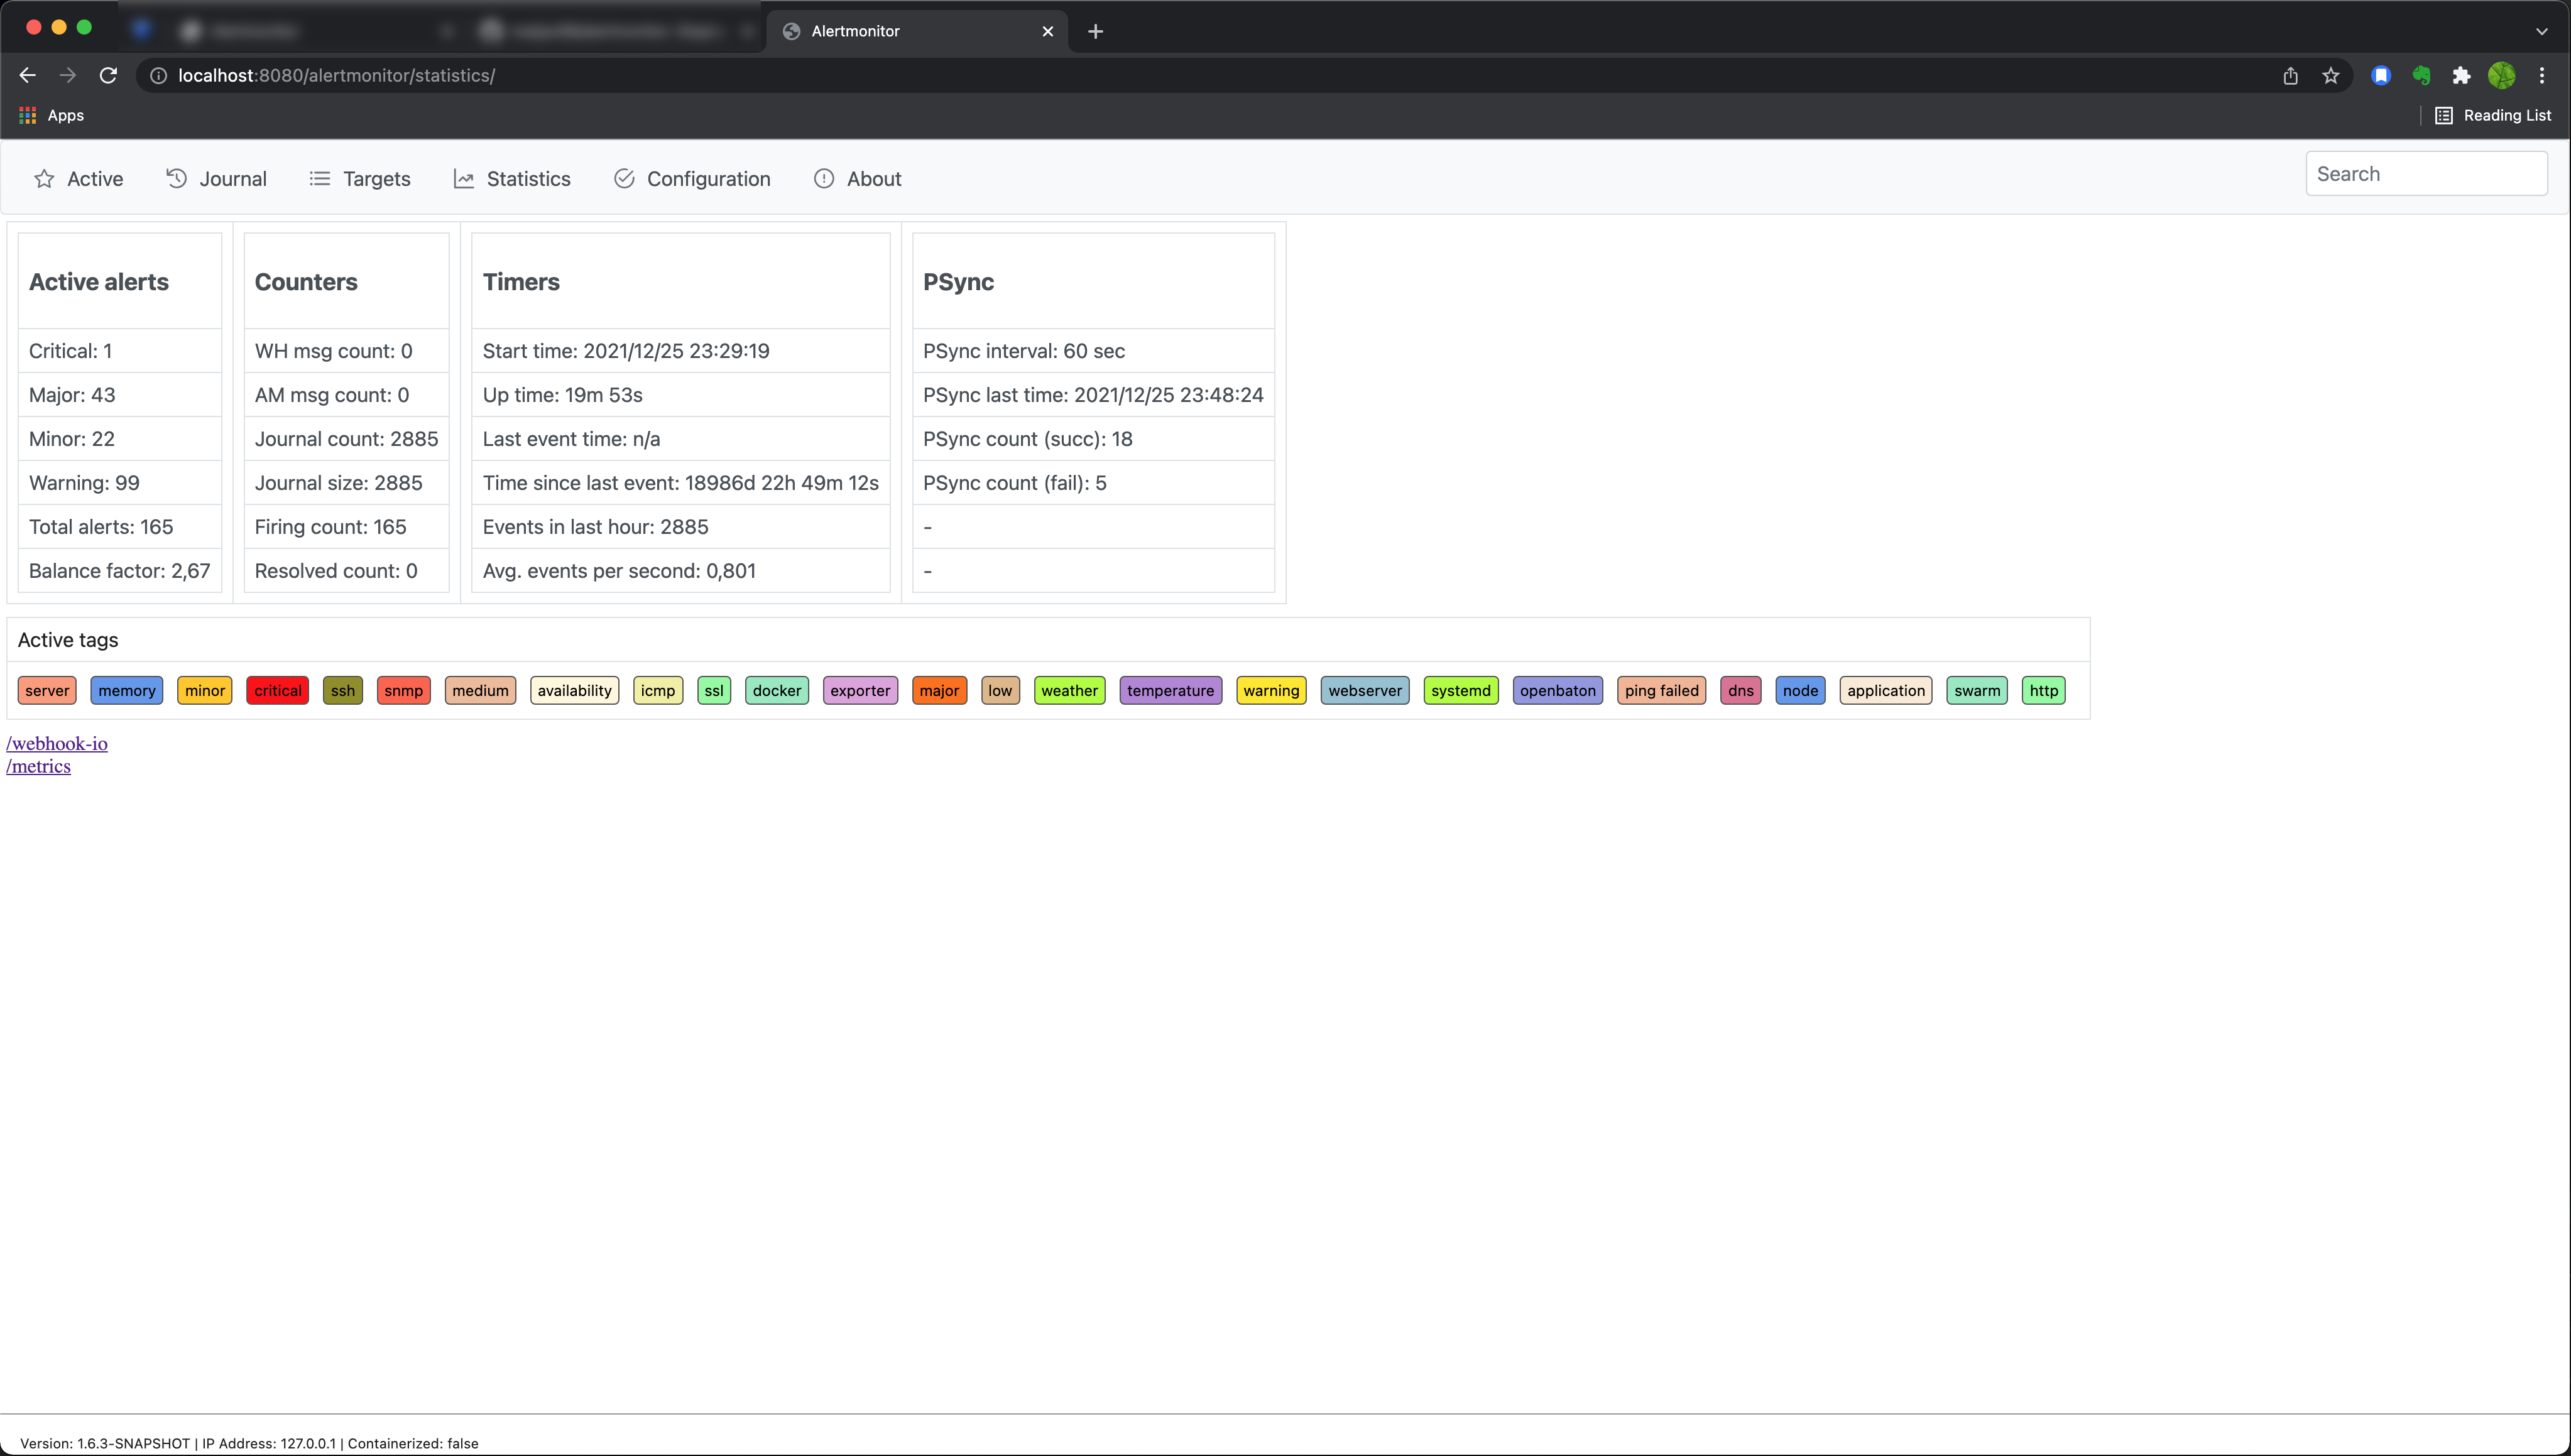 Alertmonitor
localhost:8080/alertmonitor/statistics/
Apps
Reading List
Active Journal Targets Statistics Configuration About Search
Active alerts
Critical: 1
Major: 43
Minor: 22
Warning: 99
Total alerts: 165
Balance factor: 2,67
Counters
WH msg count: 0
AM msg count: 0
Journal count: 2885
Journal size: 2885
Firing count: 165
Resolved count: 0
Timers
Start time: 2021/12/25 23:29:19
Up time: 19m 53s
Last event time: n/a
Time since last event: 18986d 22h 49m 12s
Events in last hour: 2885
Avg. events per second: 0,801
PSync
PSync interval: 60 sec
PSync last time: 2021/12/25 23:48:24
PSync count (succ): 18
PSync count (fail): 5
-
-
Active tags
server memory minor critical ssh snmp medium availability icmp ssl docker exporter major low weather temperature warning webserver systemd openbaton ping failed dns node application swarm http
/webhook-io
/metrics
Version: 1.6.3-SNAPSHOT | IP Address: 127.0.0.1 | Containerized: false